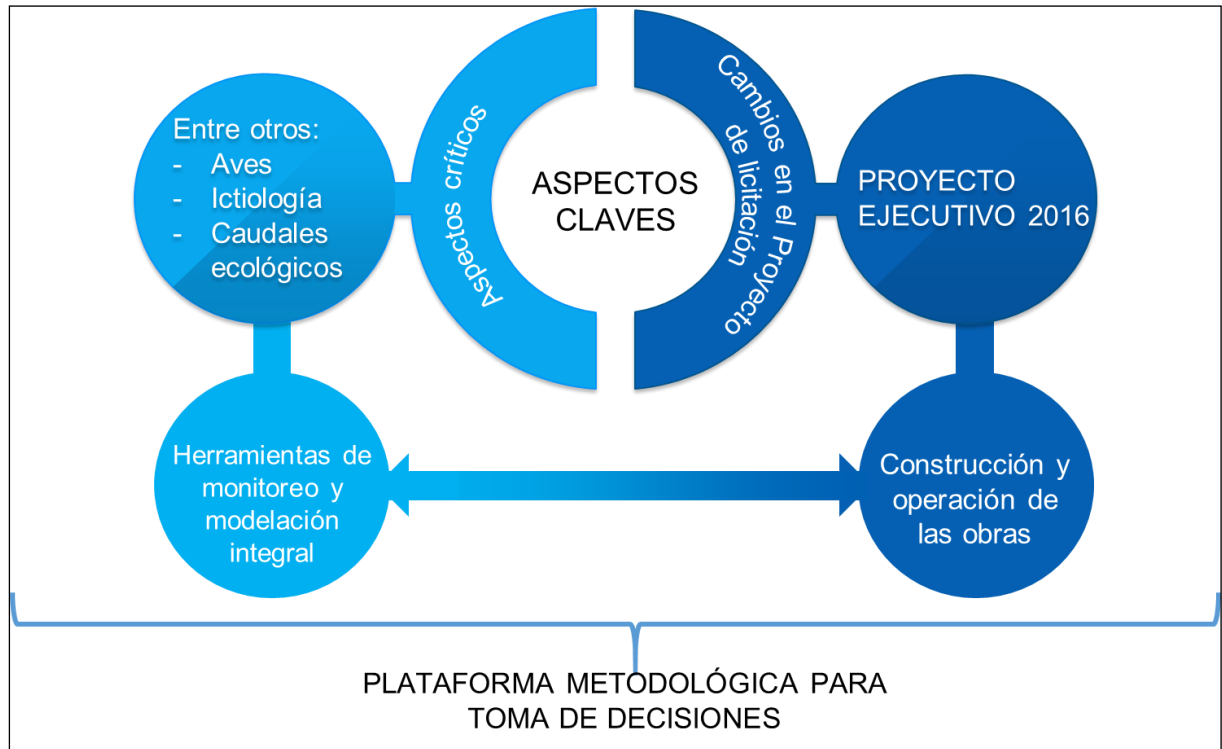 Entre otros:
- Aves
- Ictiología
- Caudales
ecológicos
Aspectos críticos
ASPECTOS
CLAVES
Cambios en el Proyecto
de licitación
PROYECTO
EJECUTIVO 2016
Herramientas de
monitoreo y
modelación
integral
Construcción y
operación de
las obras
PLATAFORMA METODOLÓGICA PARA
TOMA DE DECISIONES